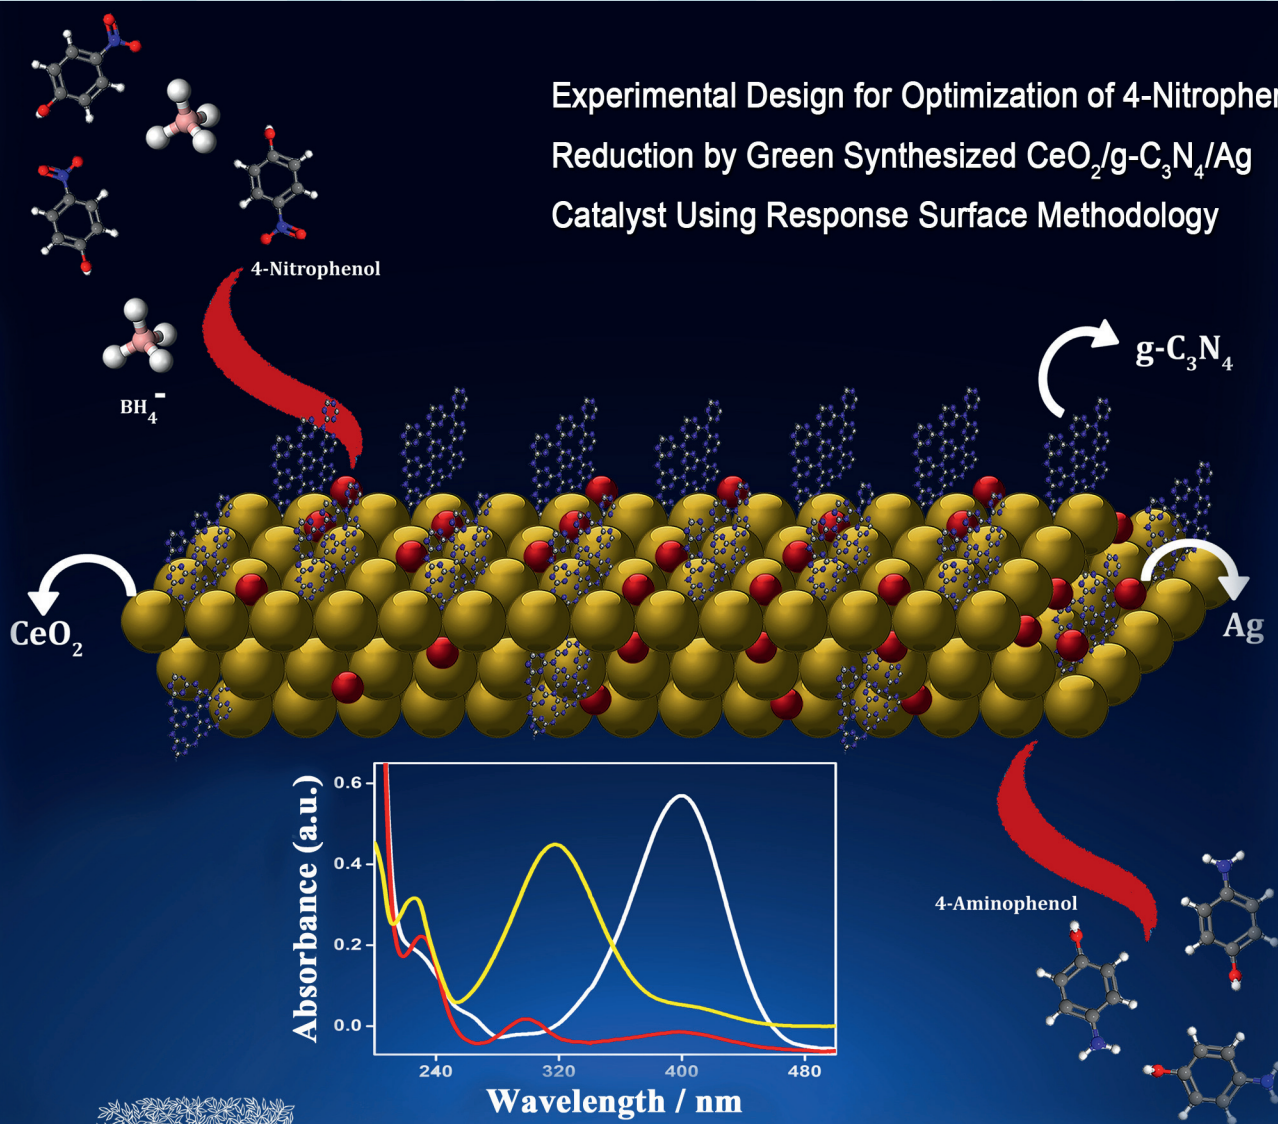 Experimental Design for Optimization of 4-Nitrophen
Reduction by Green Synthesized CeO₂/g-C₃N₄/Ag
Catalyst Using Response Surface Methodology
4-Nitrophenol
BH₄⁻
g-C₃N₄
CeO₂
Ag
4-Aminophenol
Absorbance (a.u.)
0.6
0.4
0.2
0.0
240 320 400 480
Wavelength / nm